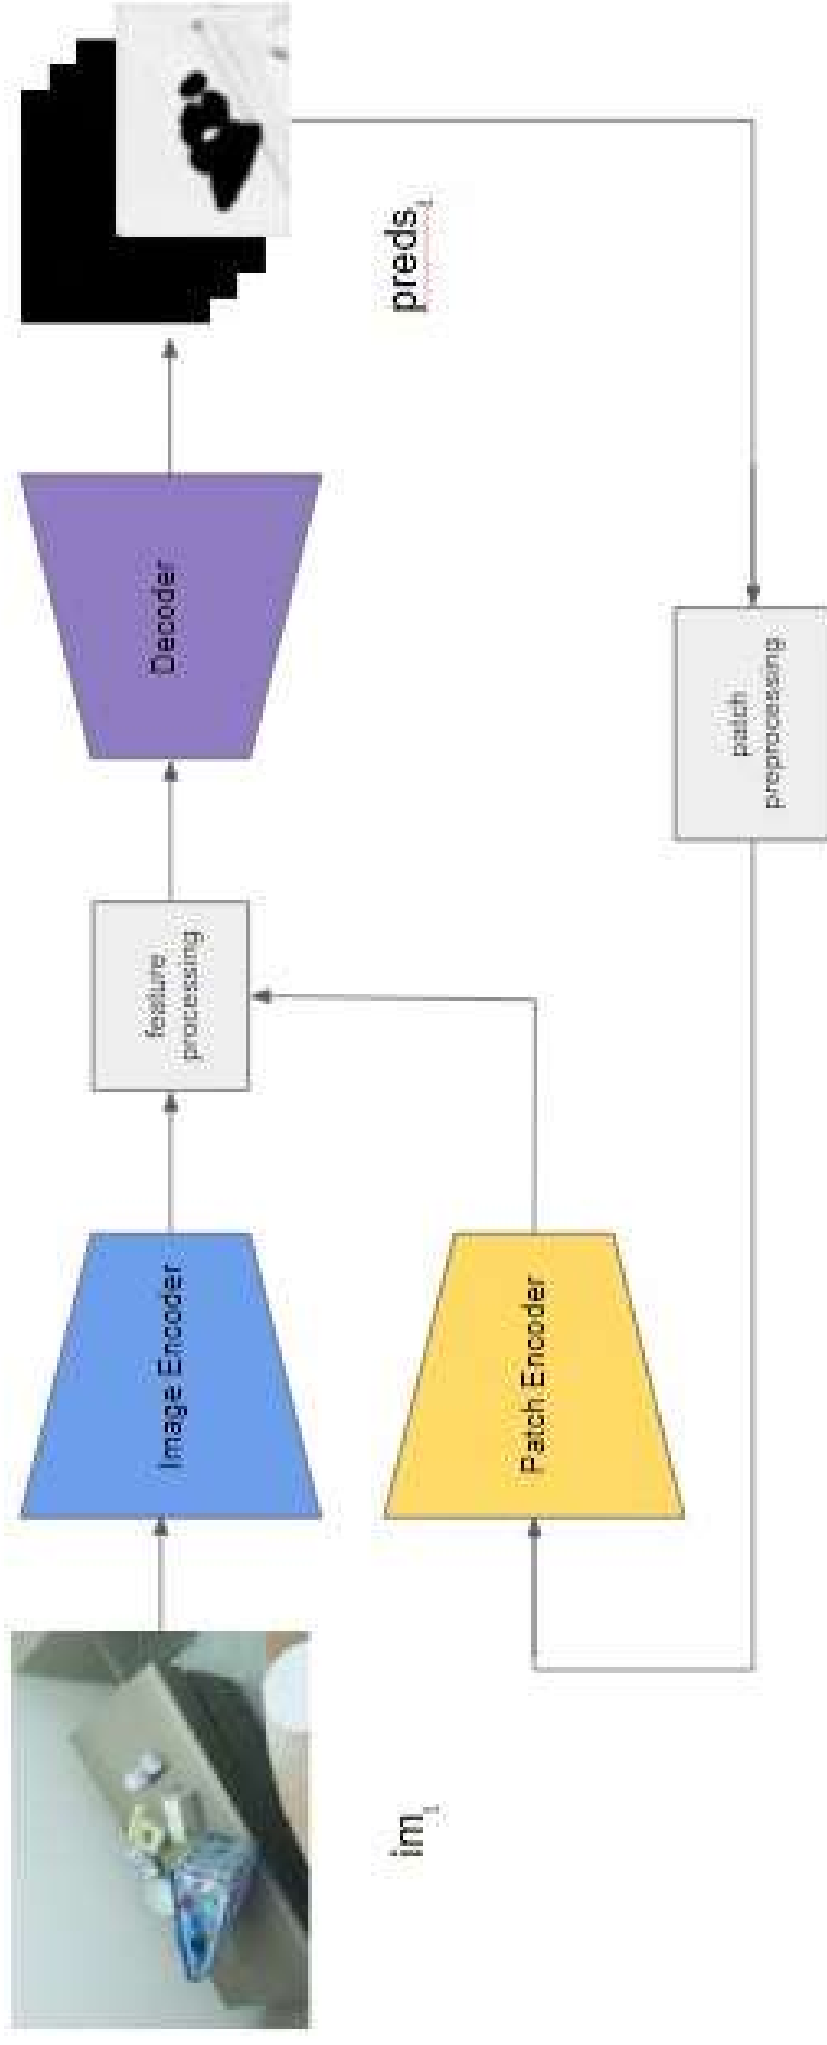 im
i
Image Encoder
Patch Encoder
feature
processing
Decoder
patch
preprocessing
preds
i